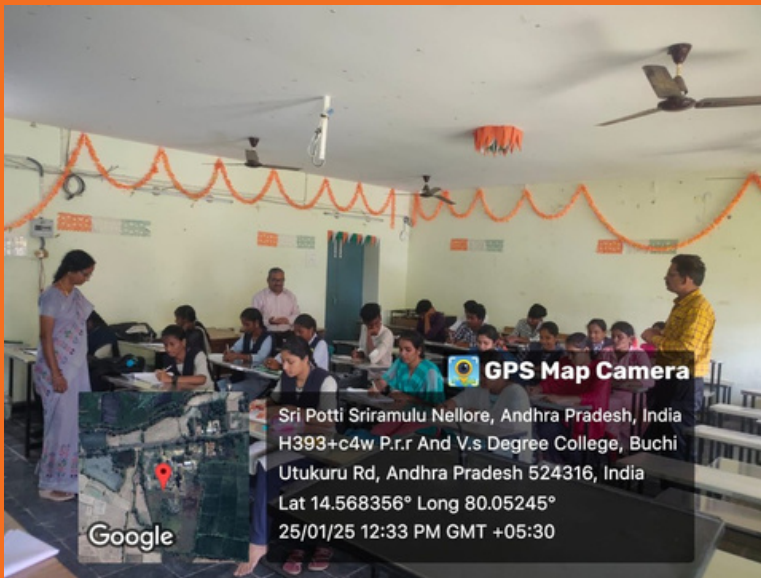 GPS Map Camera
Sri Potti Sriramulu Nellore, Andhra Pradesh, India
H393+c4w P.r.r And V.s Degree College, Buchi
Utukuru Rd, Andhra Pradesh 524316, India
Lat 14.568356° Long 80.05245°
25/01/25 12:33 PM GMT +05:30
Google